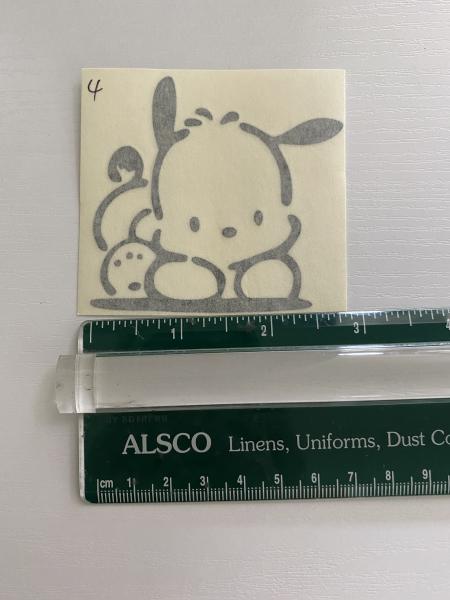 4
1 2 3 4
ALSCO Linens, Uniforms, Dust Co
cm 1 2 3 4 5 6 7 8 9